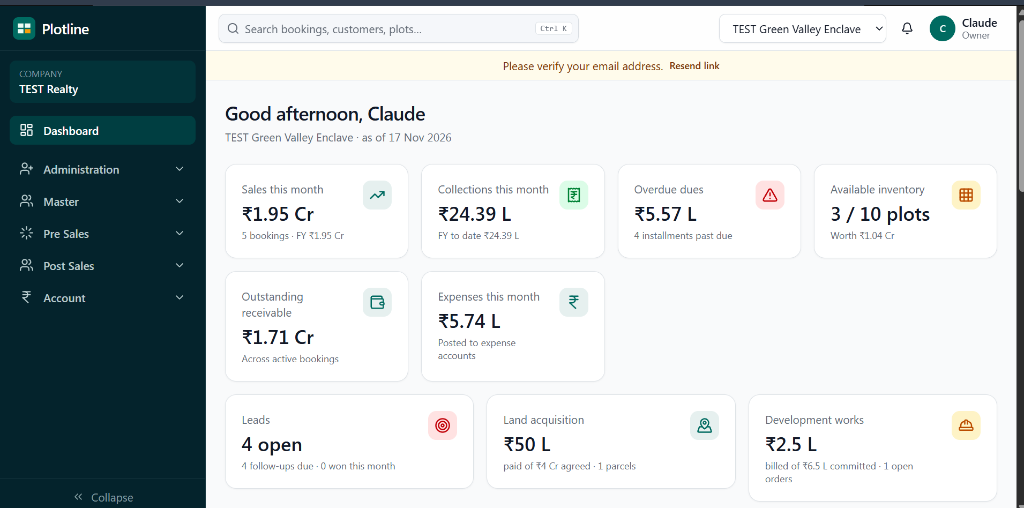 Plotline
Search bookings, customers, plots...
Ctrl K
TEST Green Valley Enclave
C
Claude
Owner
Please verify your email address. Resend link
COMPANY
TEST Realty
Dashboard
Administration
Master
Pre Sales
Post Sales
Account
Collapse
Good afternoon, Claude
TEST Green Valley Enclave · as of 17 Nov 2026
Sales this month
₹1.95 Cr
5 bookings · FY ₹1.95 Cr
Collections this month
₹24.39 L
FY to date ₹24.39 L
Overdue dues
₹5.57 L
4 installments past due
Available inventory
3 / 10 plots
Worth ₹1.04 Cr
Outstanding
receivable
₹1.71 Cr
Across active bookings
Expenses this month
₹5.74 L
Posted to expense
accounts
Leads
4 open
4 follow-ups due · 0 won this month
Land acquisition
₹50 L
paid of ₹4 Cr agreed · 1 parcels
Development works
₹2.5 L
billed of ₹6.5 L committed · 1 open
orders